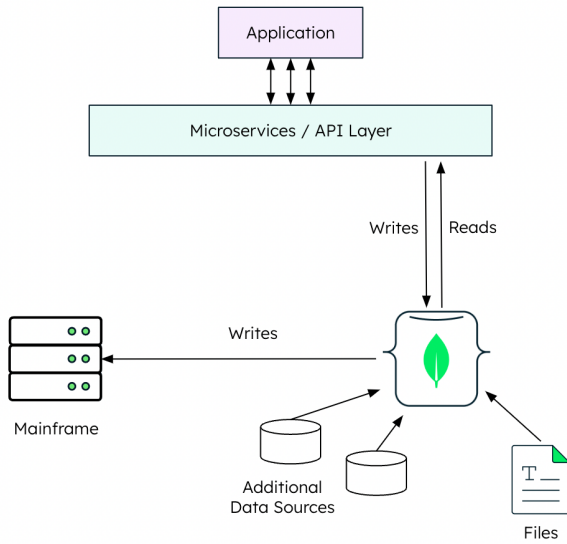 Application
Microservices / API Layer
Writes
Reads
Writes
Mainframe
Additional
Data Sources
T
Files